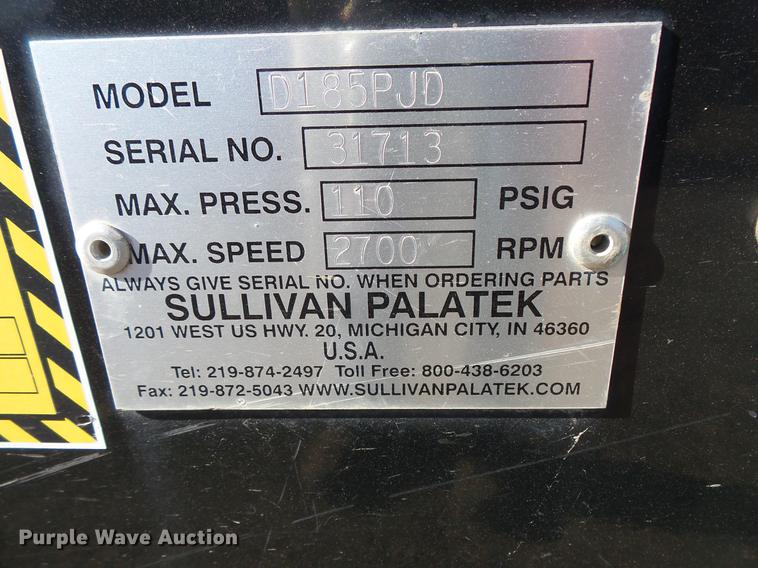 MODEL D185PJD
SERIAL NO. 31713
MAX. PRESS. 110 PSIG
MAX. SPEED 2700 RPM
ALWAYS GIVE SERIAL NO. WHEN ORDERING PARTS
SULLIVAN PALATEK
1201 WEST US HWY. 20, MICHIGAN CITY, IN 46360
U.S.A.
Tel: 219-874-2497 Toll Free: 800-438-6203
Fax: 219-872-5043 WWW.SULLIVANPALATEK.COM
Purple Wave Auction